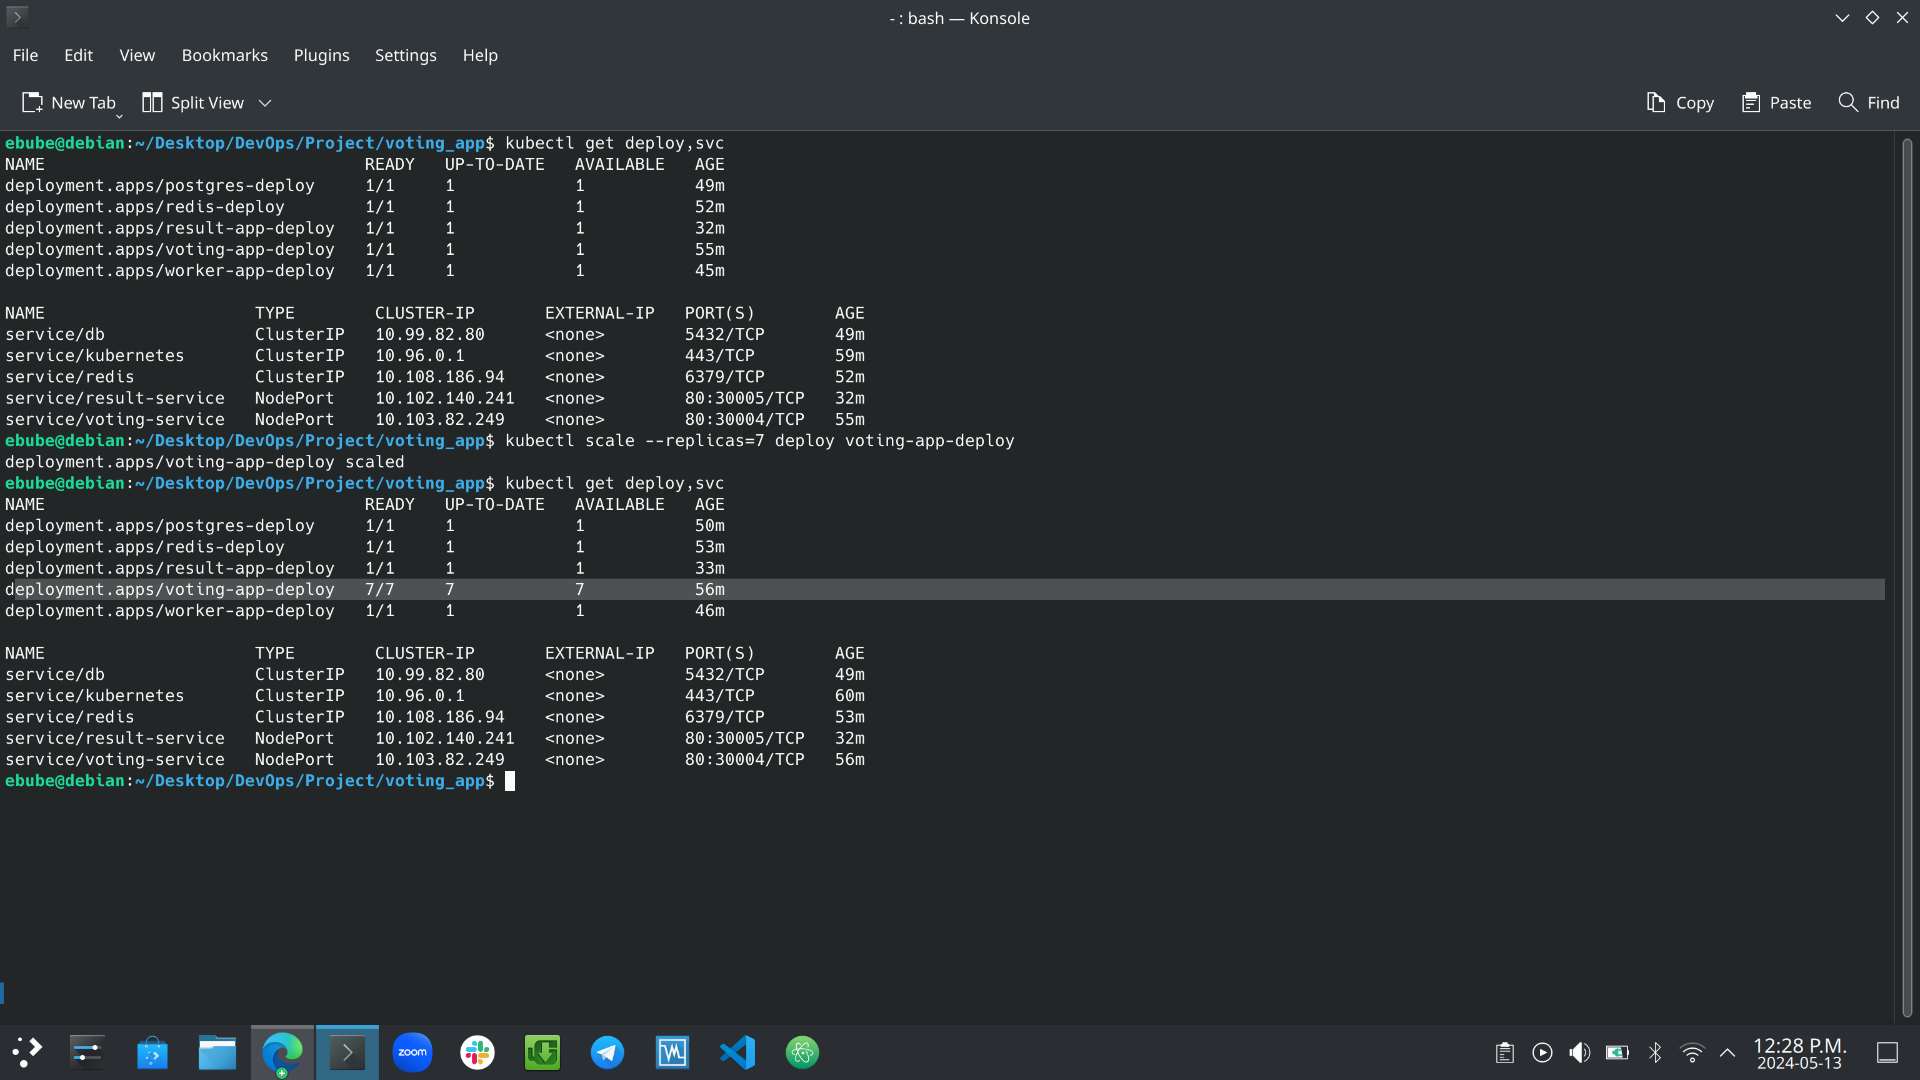 - : bash — Konsole
File Edit View Bookmarks Plugins Settings Help
New Tab Split View Copy Paste Find
ebube@debian:~/Desktop/DevOps/Project/voting_app$ kubectl get deploy,svc
NAME READY UP-TO-DATE AVAILABLE AGE
deployment.apps/postgres-deploy 1/1 1 1 49m
deployment.apps/redis-deploy 1/1 1 1 52m
deployment.apps/result-app-deploy 1/1 1 1 32m
deployment.apps/voting-app-deploy 1/1 1 1 55m
deployment.apps/worker-app-deploy 1/1 1 1 45m
NAME TYPE CLUSTER-IP EXTERNAL-IP PORT(S) AGE
service/db ClusterIP 10.99.82.80 <none> 5432/TCP 49m
service/kubernetes ClusterIP 10.96.0.1 <none> 443/TCP 59m
service/redis ClusterIP 10.108.186.94 <none> 6379/TCP 52m
service/result-service NodePort 10.102.140.241 <none> 80:30005/TCP 32m
service/voting-service NodePort 10.103.82.249 <none> 80:30004/TCP 55m
ebube@debian:~/Desktop/DevOps/Project/voting_app$ kubectl scale --replicas=7 deploy voting-app-deploy
deployment.apps/voting-app-deploy scaled
ebube@debian:~/Desktop/DevOps/Project/voting_app$ kubectl get deploy,svc
NAME READY UP-TO-DATE AVAILABLE AGE
deployment.apps/postgres-deploy 1/1 1 1 50m
deployment.apps/redis-deploy 1/1 1 1 53m
deployment.apps/result-app-deploy 1/1 1 1 33m
deployment.apps/voting-app-deploy 7/7 7 7 56m
deployment.apps/worker-app-deploy 1/1 1 1 46m
NAME TYPE CLUSTER-IP EXTERNAL-IP PORT(S) AGE
service/db ClusterIP 10.99.82.80 <none> 5432/TCP 49m
service/kubernetes ClusterIP 10.96.0.1 <none> 443/TCP 60m
service/redis ClusterIP 10.108.186.94 <none> 6379/TCP 53m
service/result-service NodePort 10.102.140.241 <none> 80:30005/TCP 32m
service/voting-service NodePort 10.103.82.249 <none> 80:30004/TCP 56m
ebube@debian:~/Desktop/DevOps/Project/voting_app$
zoom
12:28 P.M.
2024-05-13